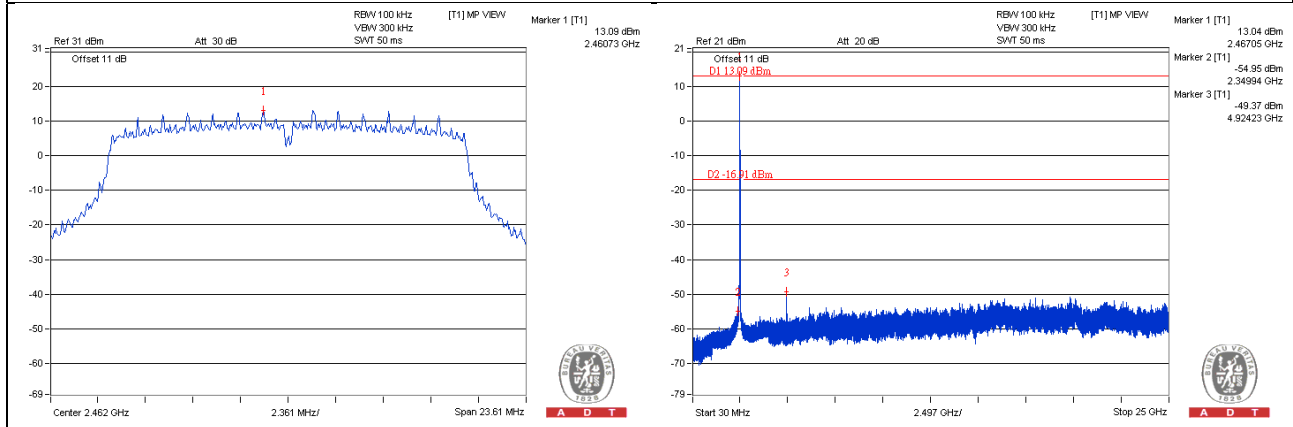 RBW 100 kHz [T1] MP VIEW
VBW 300 kHz
Ref 31 dBm Att 30 dB SWT 50 ms
Marker 1 [T1]
13.09 dBm
2.46073 GHz
Offset 11 dB
31
20
10
0
-10
-20
-30
-40
-50
-60
-69
1
Center 2.462 GHz 2.361 MHz/ Span 23.61 MHz
BUREAU VERITAS
1828
A D T
RBW 100 kHz [T1] MP VIEW
VBW 300 kHz
Ref 21 dBm Att 20 dB SWT 50 ms
Marker 1 [T1]
13.04 dBm
2.46705 GHz
Marker 2 [T1]
-54.95 dBm
2.34994 GHz
Marker 3 [T1]
-49.37 dBm
4.92423 GHz
Offset 11 dB
D1 13.09 dBm
D2 -16.91 dBm
21
10
0
-10
-20
-30
-40
-50
-60
-70
-79
2
3
Start 30 MHz 2.497 GHz/ Stop 25 GHz
BUREAU VERITAS
1828
A D T